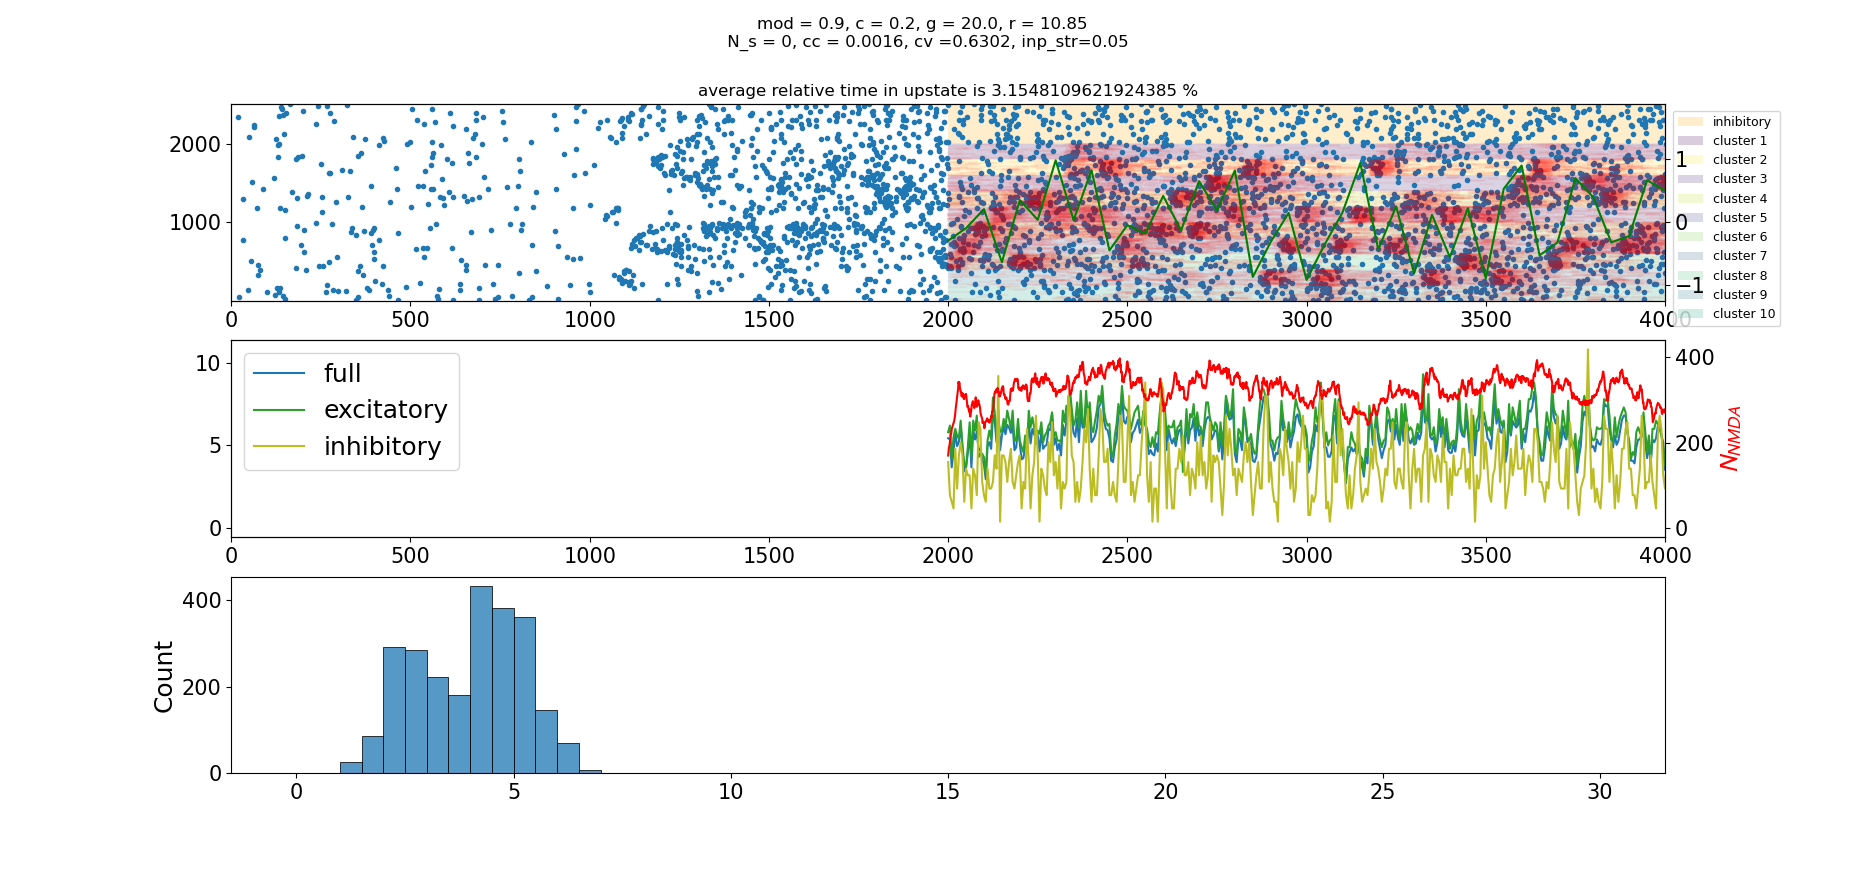 mod = 0.9, c = 0.2, g = 20.0, r = 10.85
N_s = 0, cc = 0.0016, cv =0.6302, inp_str=0.05
average relative time in upstate is 3.1548109621924385 %
2000
1000
0
500
1000
1500
2000
2500
3000
3500
4000
1
0
−1
inhibitory
cluster 1
cluster 2
cluster 3
cluster 4
cluster 5
cluster 6
cluster 7
cluster 8
cluster 9
cluster 10
10
5
0
full
excitatory
inhibitory
400
200
0
N_NMDA
0
500
1000
1500
2000
2500
3000
3500
4000
Count
400
200
0
0
5
10
15
20
25
30